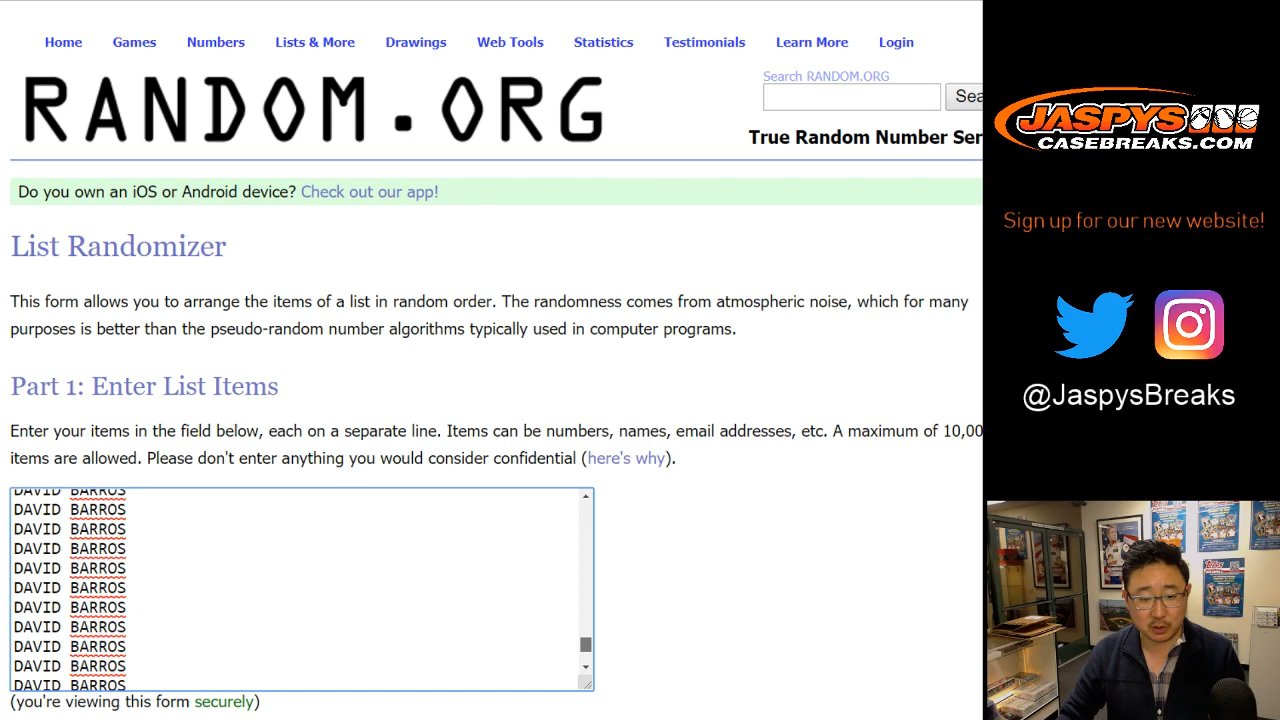 Home Games Numbers Lists & More Drawings Web Tools Statistics Testimonials Learn More Login
RANDOM.ORG
Search RANDOM.ORG
Sea
True Random Number Ser
Do you own an iOS or Android device? Check out our app!
List Randomizer
This form allows you to arrange the items of a list in random order. The randomness comes from atmospheric noise, which for many
purposes is better than the pseudo-random number algorithms typically used in computer programs.
Part 1: Enter List Items
Enter your items in the field below, each on a separate line. Items can be numbers, names, email addresses, etc. A maximum of 10,00
items are allowed. Please don't enter anything you would consider confidential (here's why).
DAVID BARROS
DAVID BARROS
DAVID BARROS
DAVID BARROS
DAVID BARROS
DAVID BARROS
DAVID BARROS
DAVID BARROS
DAVID BARROS
DAVID BARROS
DAVID BARROS
(you're viewing this form securely)
JASPYS
CASEBREAKS.COM
Sign up for our new website!
@JaspysBreaks